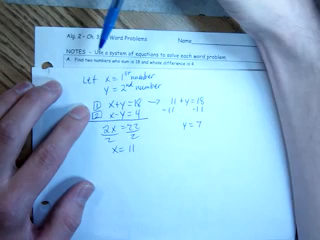 Alg. 2 - Ch. 3 Word Problems Name
NOTES - Use a system of equations to solve each word problem.
A. Find two numbers who sum is 18 and whose difference is 4
Let x = 1st number
y = 2nd number
1 x+y=18 → 11+y=18
2 x-y=4 -11 -11
2x=22 y=7
2 2
x=11